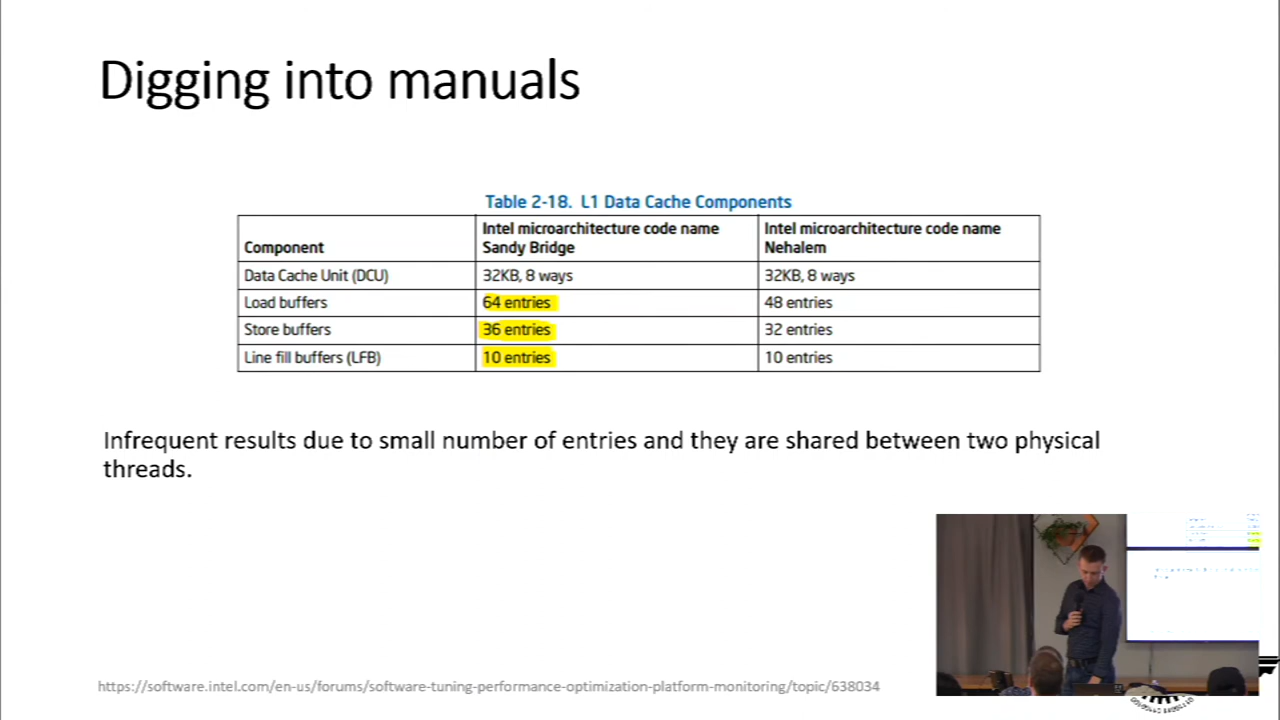 Digging into manuals
Table 2-18. L1 Data Cache Components
Component
Intel microarchitecture code name
Sandy Bridge
Intel microarchitecture code name
Nehalem
Data Cache Unit (DCU) 32KB, 8 ways 32KB, 8 ways
Load buffers 64 entries 48 entries
Store buffers 36 entries 32 entries
Line fill buffers (LFB) 10 entries 10 entries
Infrequent results due to small number of entries and they are shared between two physical
threads.
https://software.intel.com/en-us/forums/software-tuning-performance-optimization-platform-monitoring/topic/638034